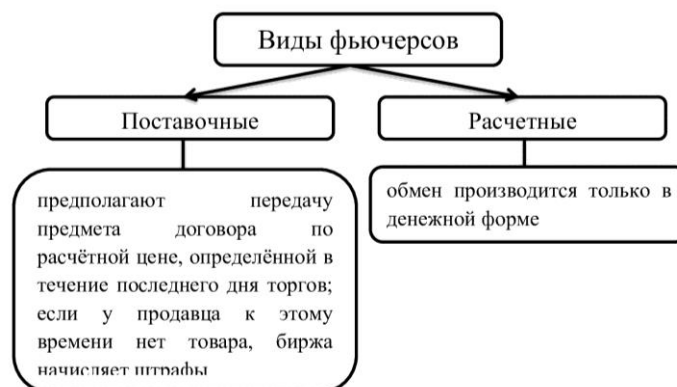 Виды фьючерсов
Поставочные
Расчетные
предполагают передачу
предмета договора по
расчётной цене, определённой в
течение последнего дня торгов;
если у продавца к этому
времени нет товара, биржа
начисляет штрафы
обмен производится только в
денежной форме